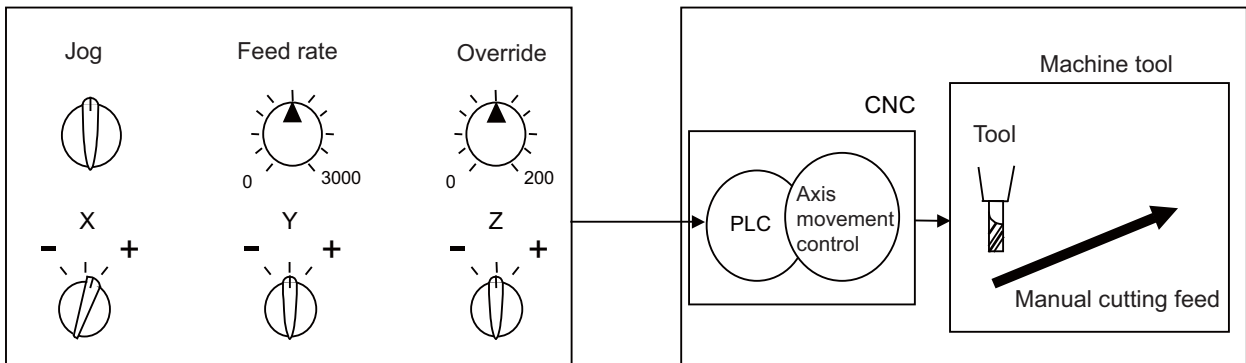 Jog
Feed rate
Override
0
3000
0
200
X
Y
Z
- +
- +
- +
Machine tool
CNC
Tool
PLC
Axis
movement
control
Manual cutting feed